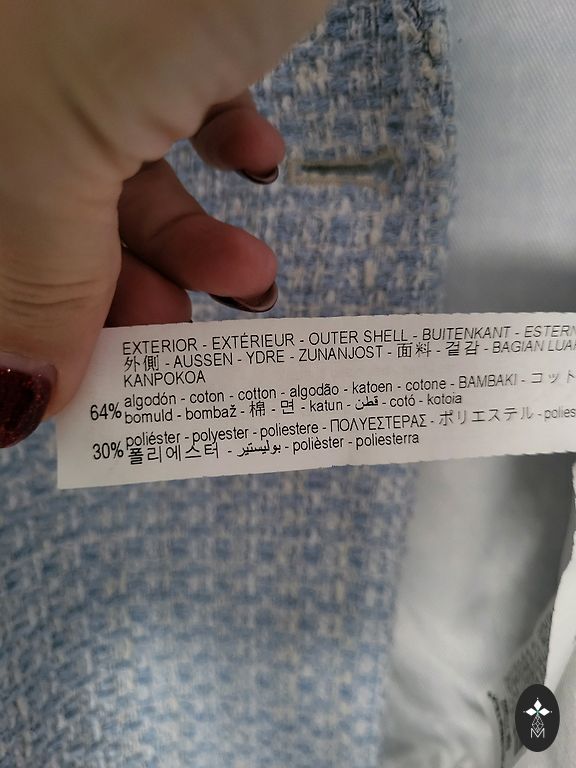 EXTERIOR - EXTÉRIEUR - OUTER SHELL - BUITENKANT - ESTERN
外側 - AUSSEN - YDRE - ZUNANJOST - 面料 - 겉감 - BAGIAN LUAR
KANPOKOA
64% algodón - coton - cotton - algodão - katoen - cotone - BAMBAKI - コット
bomuld - bombaž - 棉 - 면 - katun - قطن - cotó - kotoia
30% poliéster - polyester - poliestere - ΠΟΛΥΕΣΤΕΡΑΣ - ポリエステル - polies
폴리에스터 - بوليستير - polièster - poliesterra
M